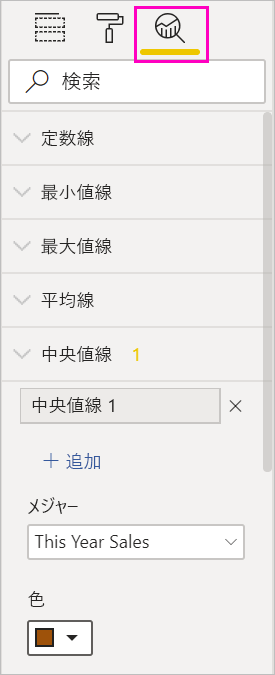 検索
定数線
最小値線
最大値線
平均線
中央値線 1
中央値線 1
追加
メジャー
This Year Sales
色